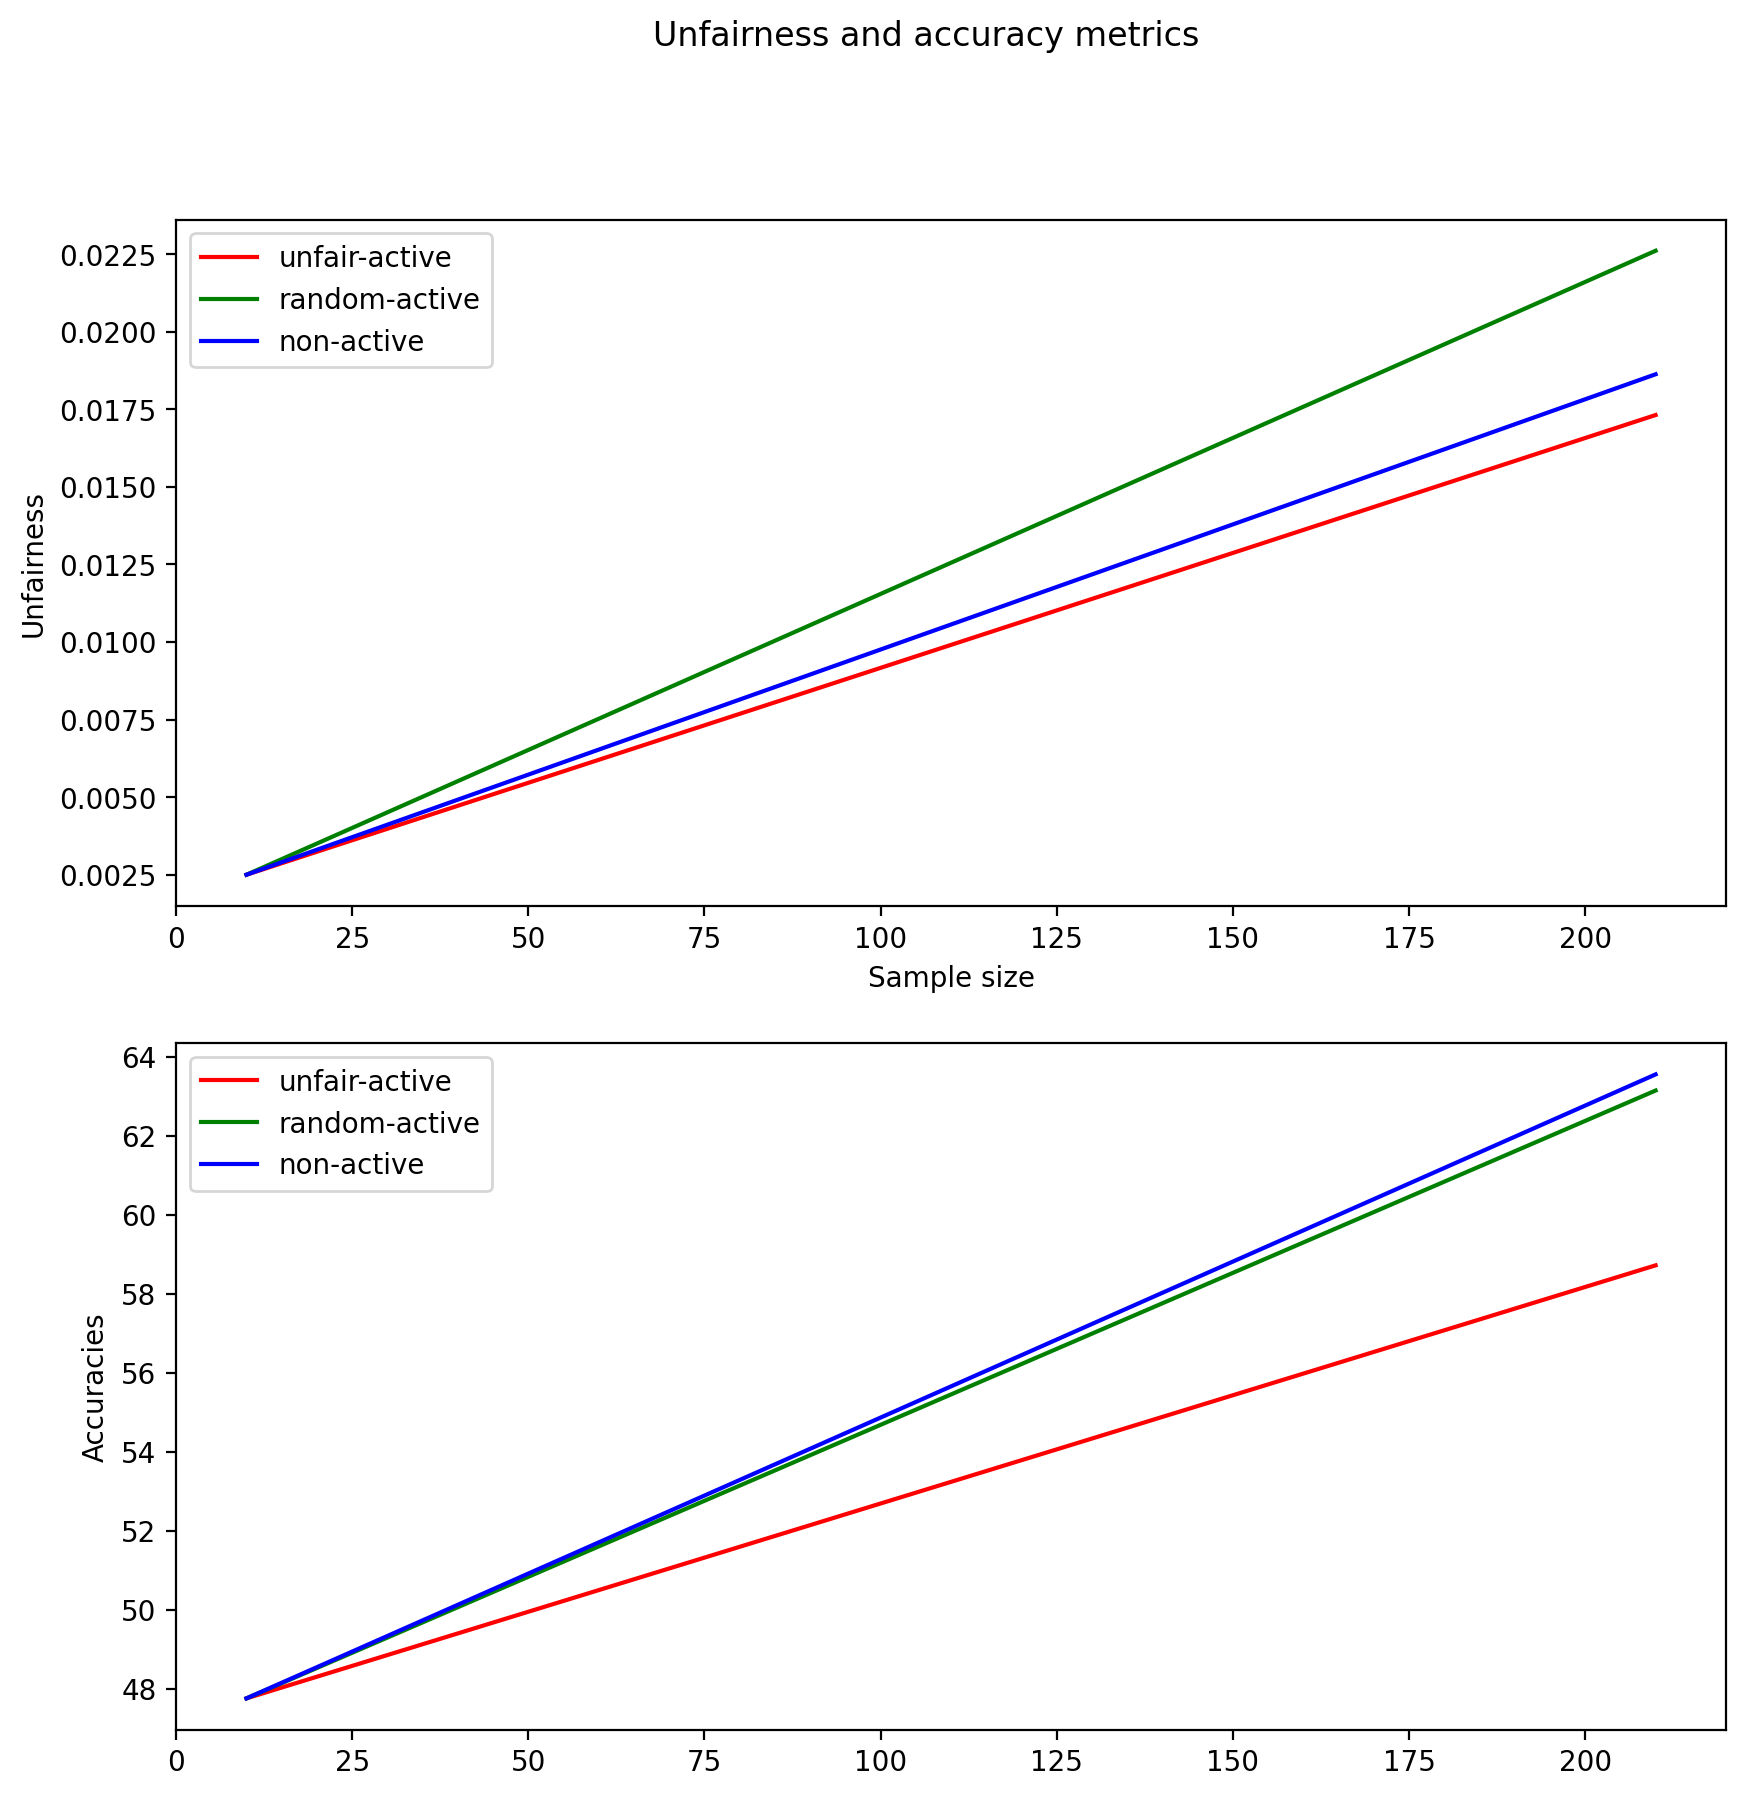 Unfairness and accuracy metrics
unfair-active
random-active
non-active
0.0225
0.0200
0.0175
0.0150
0.0125
0.0100
0.0075
0.0050
0.0025
Unfairness
0 25 50 75 100 125 150 175 200
Sample size
unfair-active
random-active
non-active
64
62
60
58
56
54
52
50
48
Accuracies
0 25 50 75 100 125 150 175 200